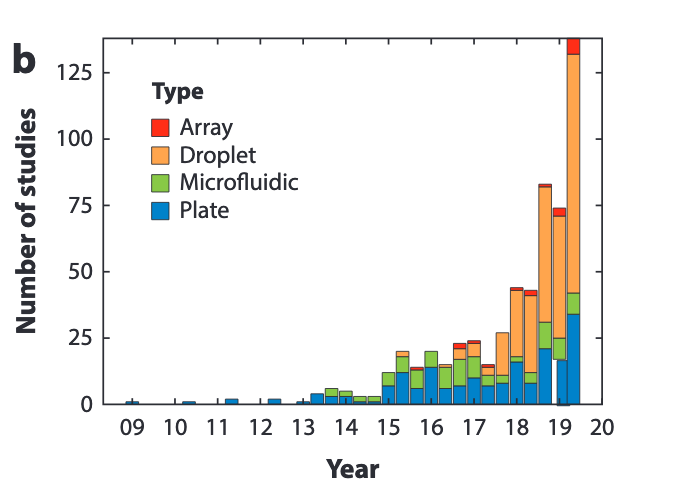 b
Number of studies
125
100
75
50
25
0
Type
Array
Droplet
Microfluidic
Plate
09 10 11 12 13 14 15 16 17 18 19 20
Year